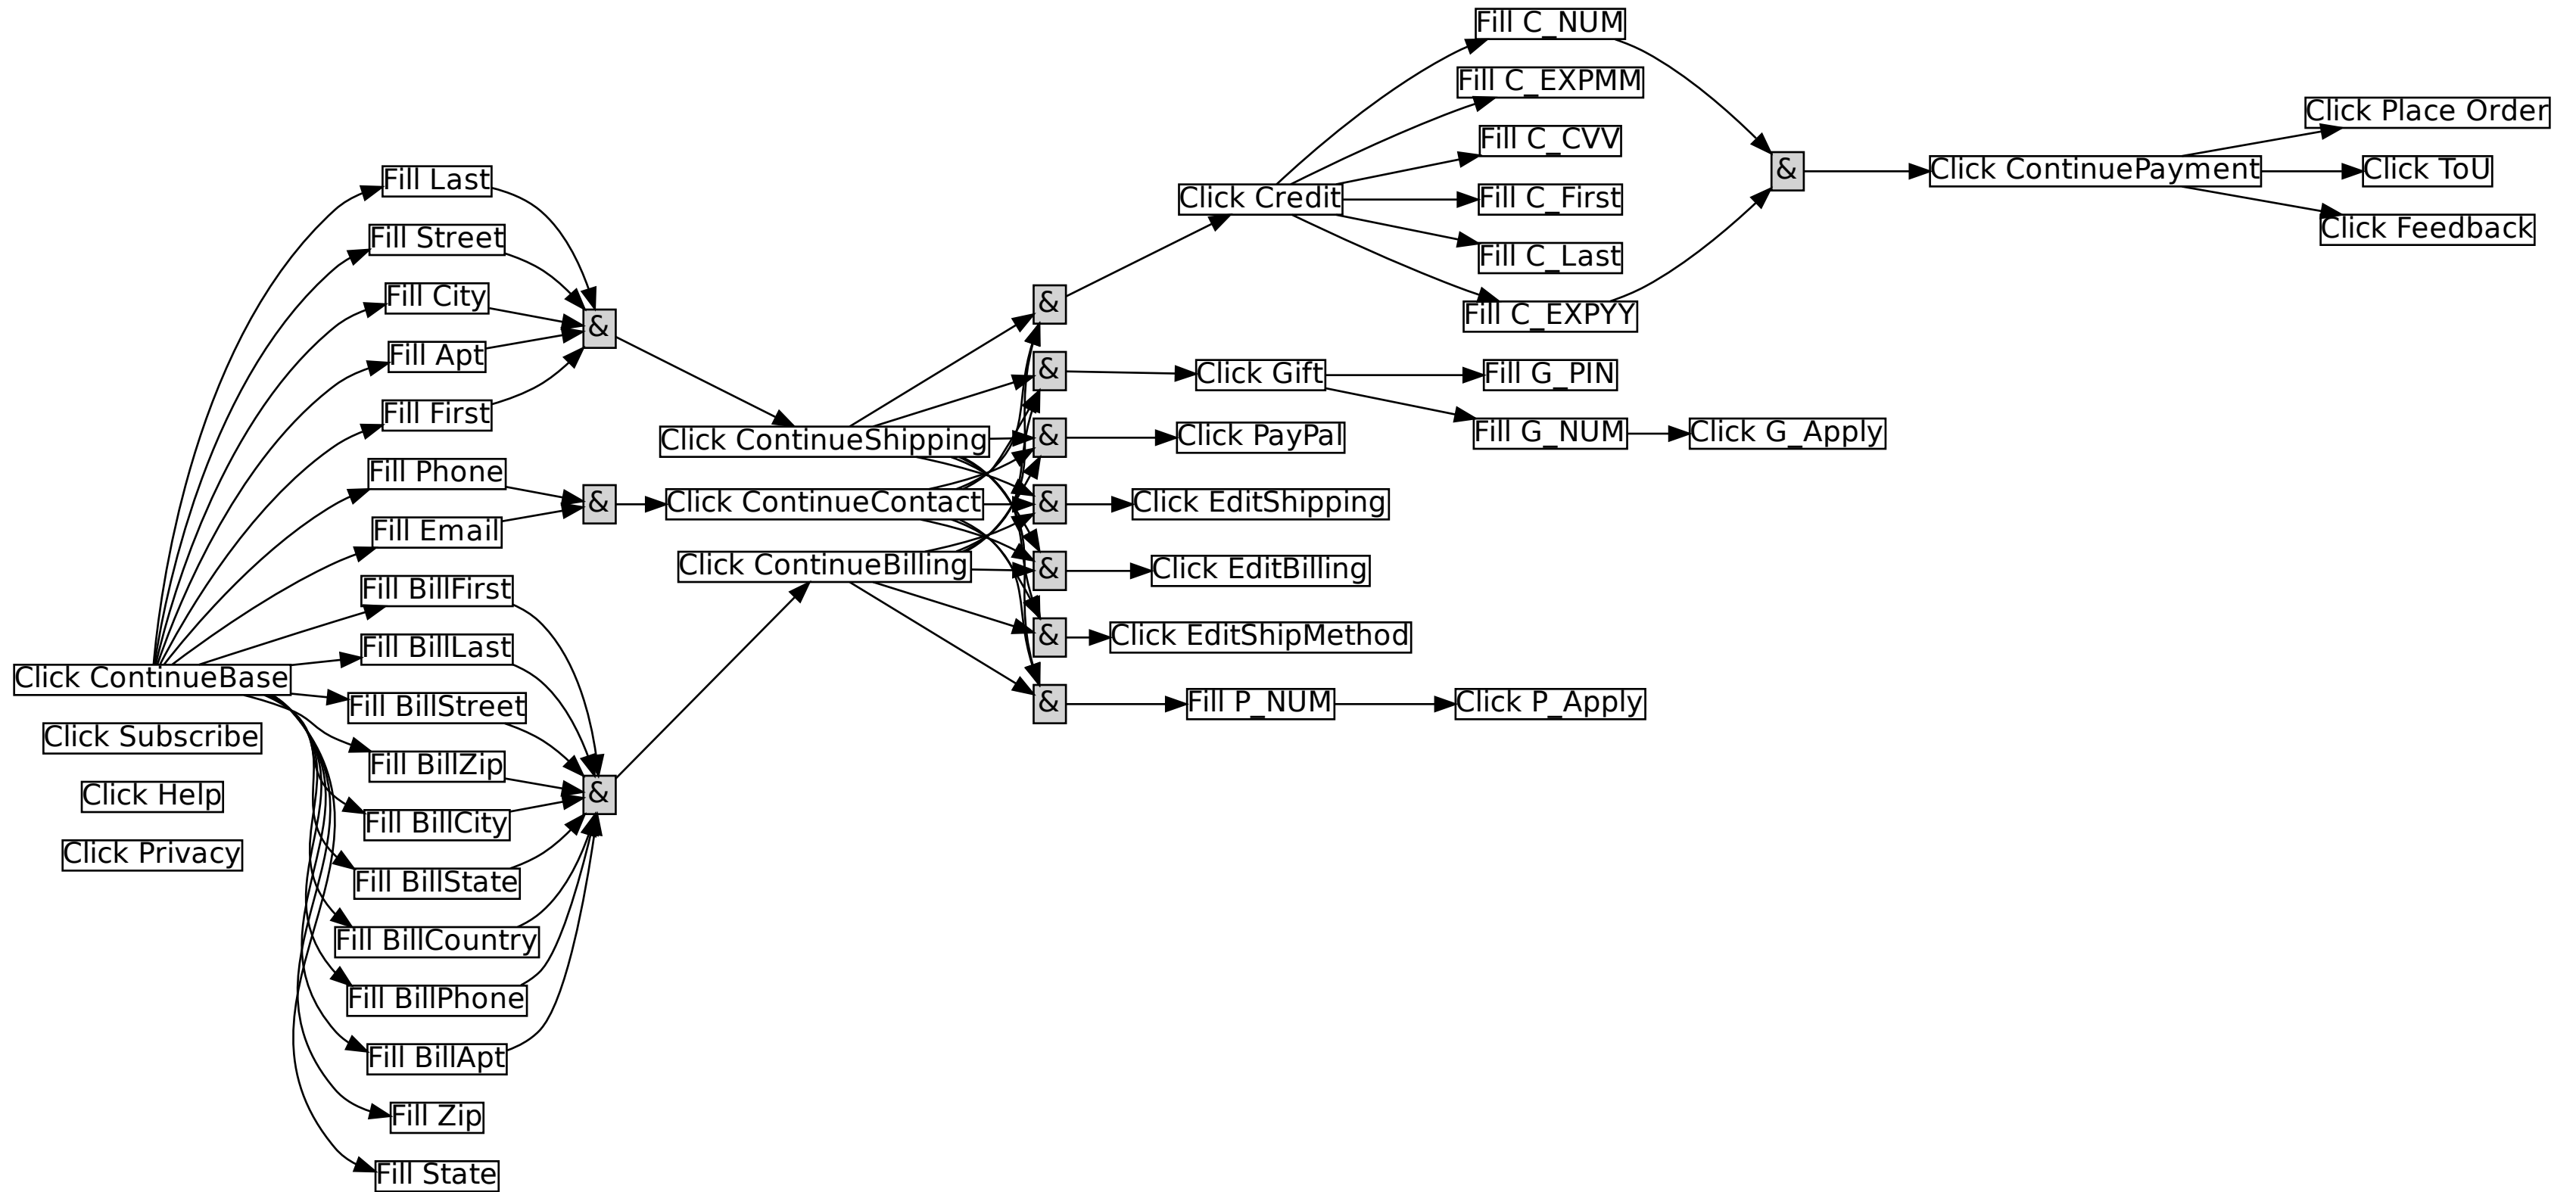 Click ContinueBase
Click Subscribe
Click Help
Click Privacy
Fill Last
Fill Street
Fill City
Fill Apt
Fill First
Fill Phone
Fill Email
Fill BillFirst
Fill BillLast
Fill BillStreet
Fill BillZip
Fill BillCity
Fill BillState
Fill BillCountry
Fill BillPhone
Fill BillApt
Fill Zip
Fill State
&
&
&
Click ContinueShipping
Click ContinueContact
Click ContinueBilling
&
&
&
&
&
&
&
Click Credit
Click Gift
Click PayPal
Click EditShipping
Click EditBilling
Click EditShipMethod
Fill P_NUM
Fill C_NUM
Fill C_EXPMM
Fill C_CVV
Fill C_First
Fill C_Last
Fill C_EXPYY
Fill G_PIN
Fill G_NUM
Click P_Apply
&
Click G_Apply
Click ContinuePayment
Click Place Order
Click ToU
Click Feedback